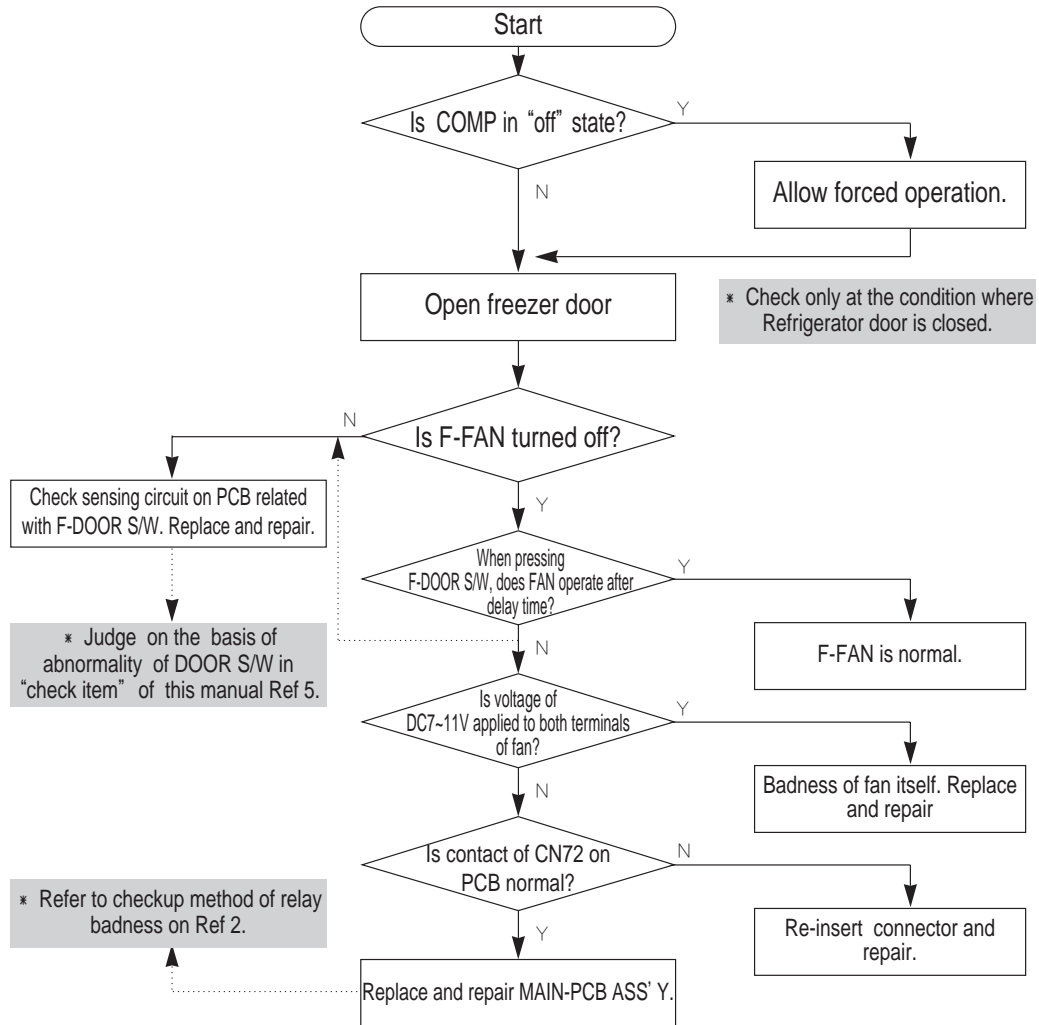 Start
Is COMP in “off” state?
Y
N
Allow forced operation.
Open freezer door
* Check only at the condition where
Refrigerator door is closed.
N
Is F-FAN turned off?
Y
Check sensing circuit on PCB related
with F-DOOR S/W. Replace and repair.
When pressing
F-DOOR S/W, does FAN operate after
delay time?
Y
N
* Judge on the basis of
abnormality of DOOR S/W in
“check item” of this manual Ref 5.
F-FAN is normal.
Is voltage of
DC7~11V applied to both terminals
of fan?
Y
N
Badness of fan itself. Replace
and repair
Is contact of CN72 on
PCB normal?
N
Y
* Refer to checkup method of relay
badness on Ref 2.
Re-insert connector and
repair.
Replace and repair MAIN-PCB ASS’ Y.